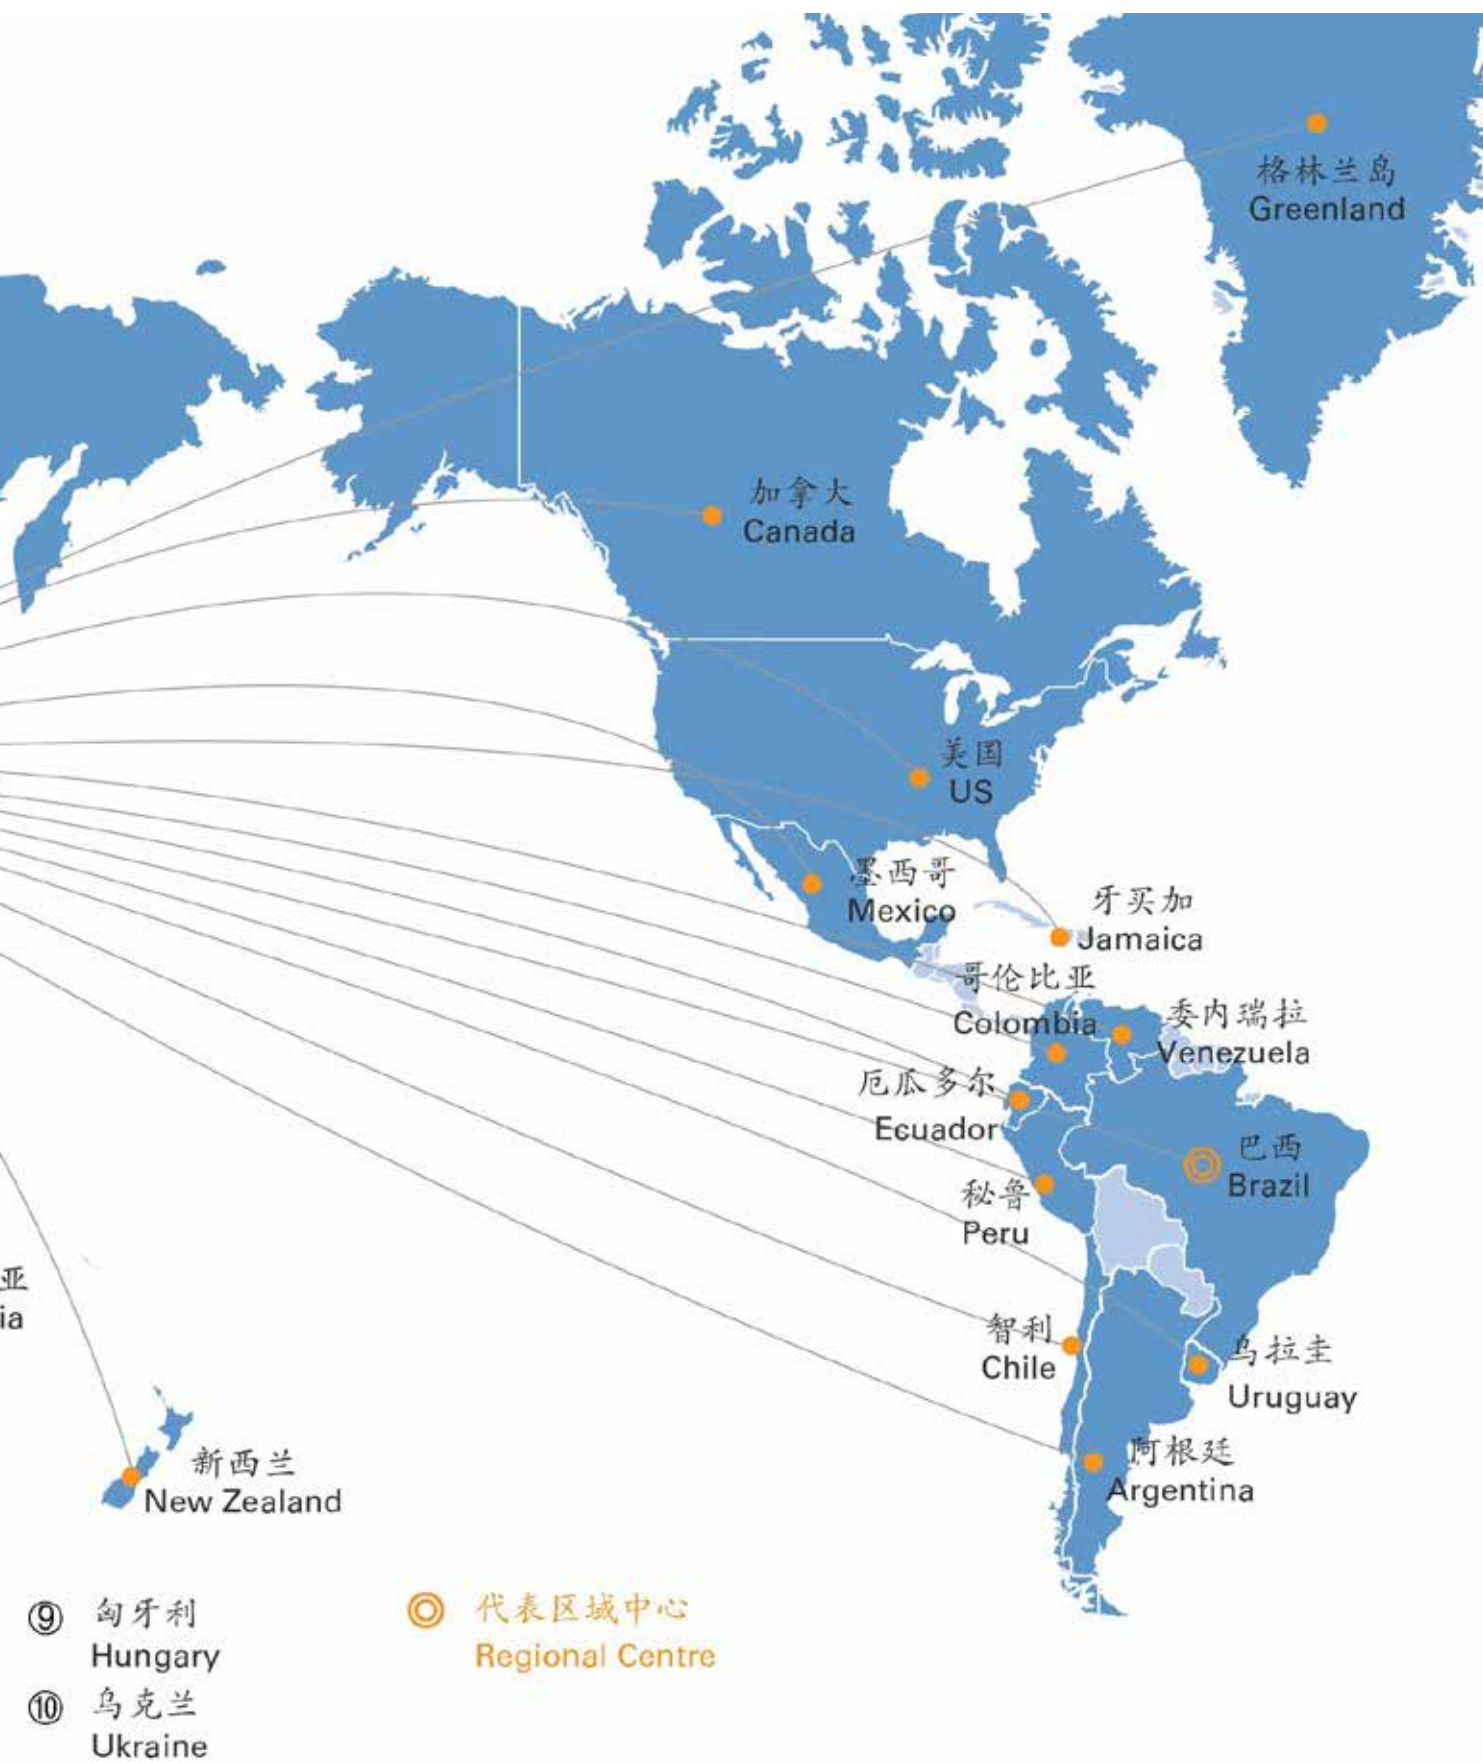 格林兰岛
Greenland
加拿大
Canada
美国
US
墨西哥
Mexico
牙买加
Jamaica
哥伦比亚
Colombia
委内瑞拉
Venezuela
厄瓜多尔
Ecuador
巴西
Brazil
秘鲁
Peru
亚
ia
智利
Chile
乌拉圭
Uruguay
阿根廷
Argentina
新西兰
New Zealand
⑨ 匈牙利
Hungary
⑩ 乌克兰
Ukraine
代表区域中心
Regional Centre